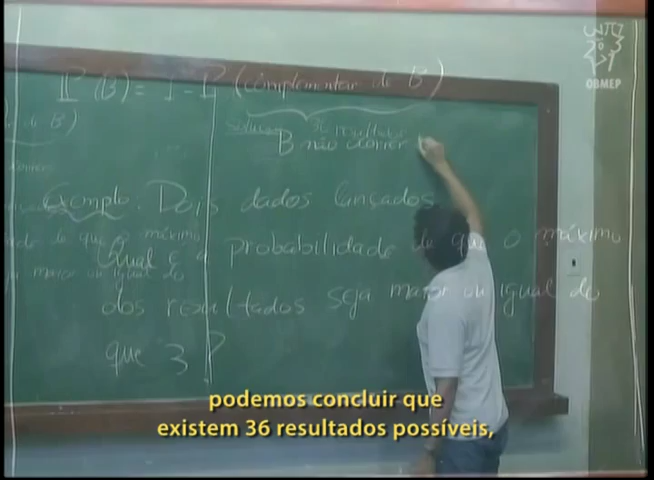 OBMEP
P(B) = 1 - P (complementar de B)
Solução 36 resultados
B não ocorrer
Exemplo. Dois dados lançados.
Qual é a probabilidade de que o máximo
dos resultados seja maior ou igual do
que 3?
podemos concluir que
existem 36 resultados possíveis,